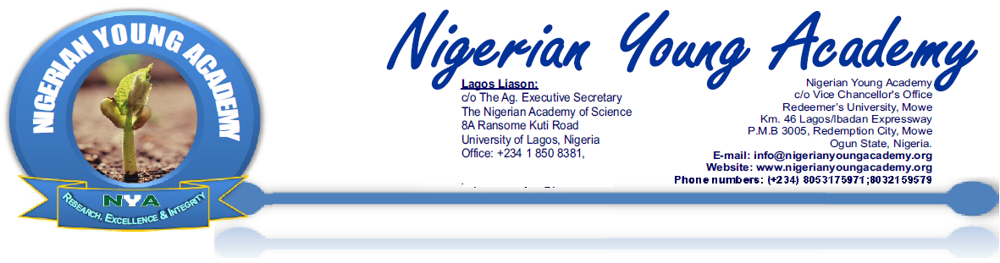 NIGERIAN YOUNG ACADEMY
NYA
RESEARCH, EXCELLENCE & INTEGRITY
Nigerian Young Academy
Lagos Liason:
c/o The Ag. Executive Secretary
The Nigerian Academy of Science
8A Ransome Kuti Road
University of Lagos, Nigeria
Office: +234 1 850 8381,
Nigerian Young Academy
c/o Vice Chancellor's Office
Redeemer's University, Mowe
Km. 46 Lagos/Ibadan Expressway
P.M.B 3005, Redemption City, Mowe
Ogun State, Nigeria.
E-mail: info@nigerianyoungacademy.org
Website: www.nigerianyoungacademy.org
Phone numbers: (+234) 8053175971;8032159579